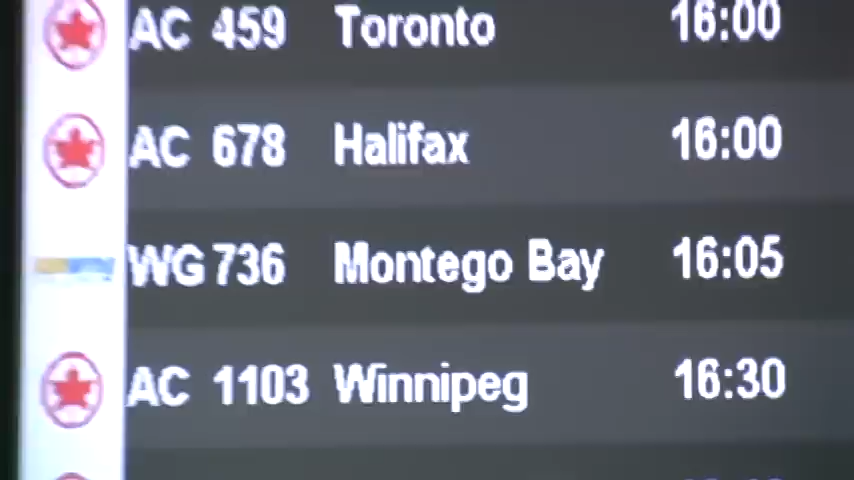 AC 459 Toronto 16:00
AC 678 Halifax 16:00
WG 736 Montego Bay 16:05
AC 1103 Winnipeg 16:30